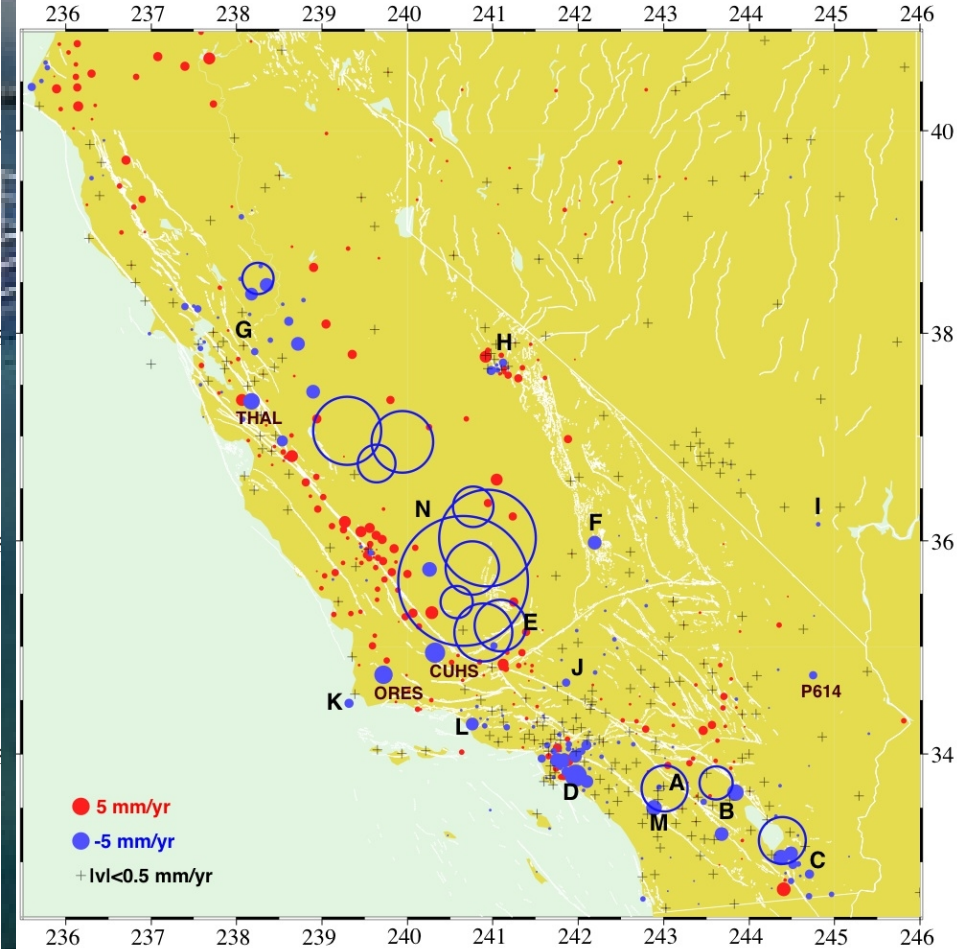 236 237 238 239 240 241 242 243 244 245 246
40
38
G
H
THAL
N
I
F
36
E
J
CUHS
P614
ORES
K
L
34
A
D
B
M
5 mm/yr
-5 mm/yr
C
|v|<0.5 mm/yr
236 237 238 239 240 241 242 243 244 245 246